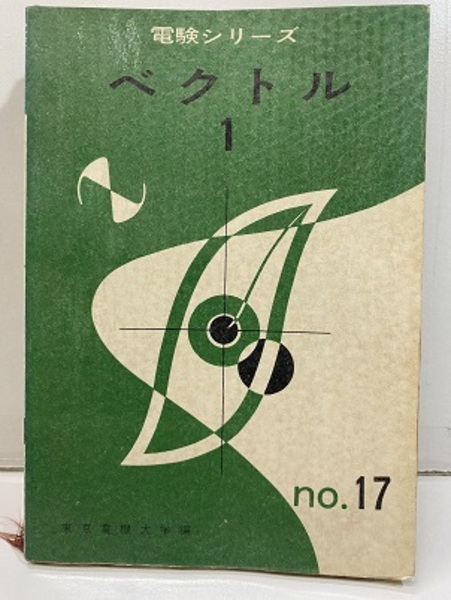 電験シリーズ
ベクトル
1
no.17
東京電機大学編